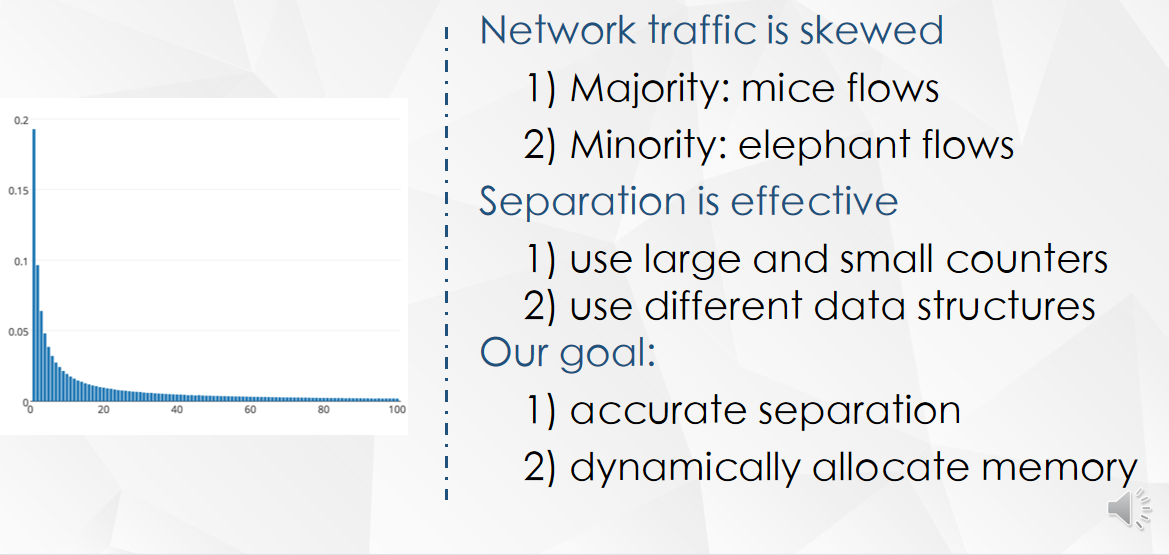 Network traffic is skewed
1) Majority: mice flows
2) Minority: elephant flows
Separation is effective
1) use large and small counters
2) use different data structures
Our goal:
1) accurate separation
2) dynamically allocate memory
0.2
0.15
0.1
0.05
0
0 20 40 60 80 100